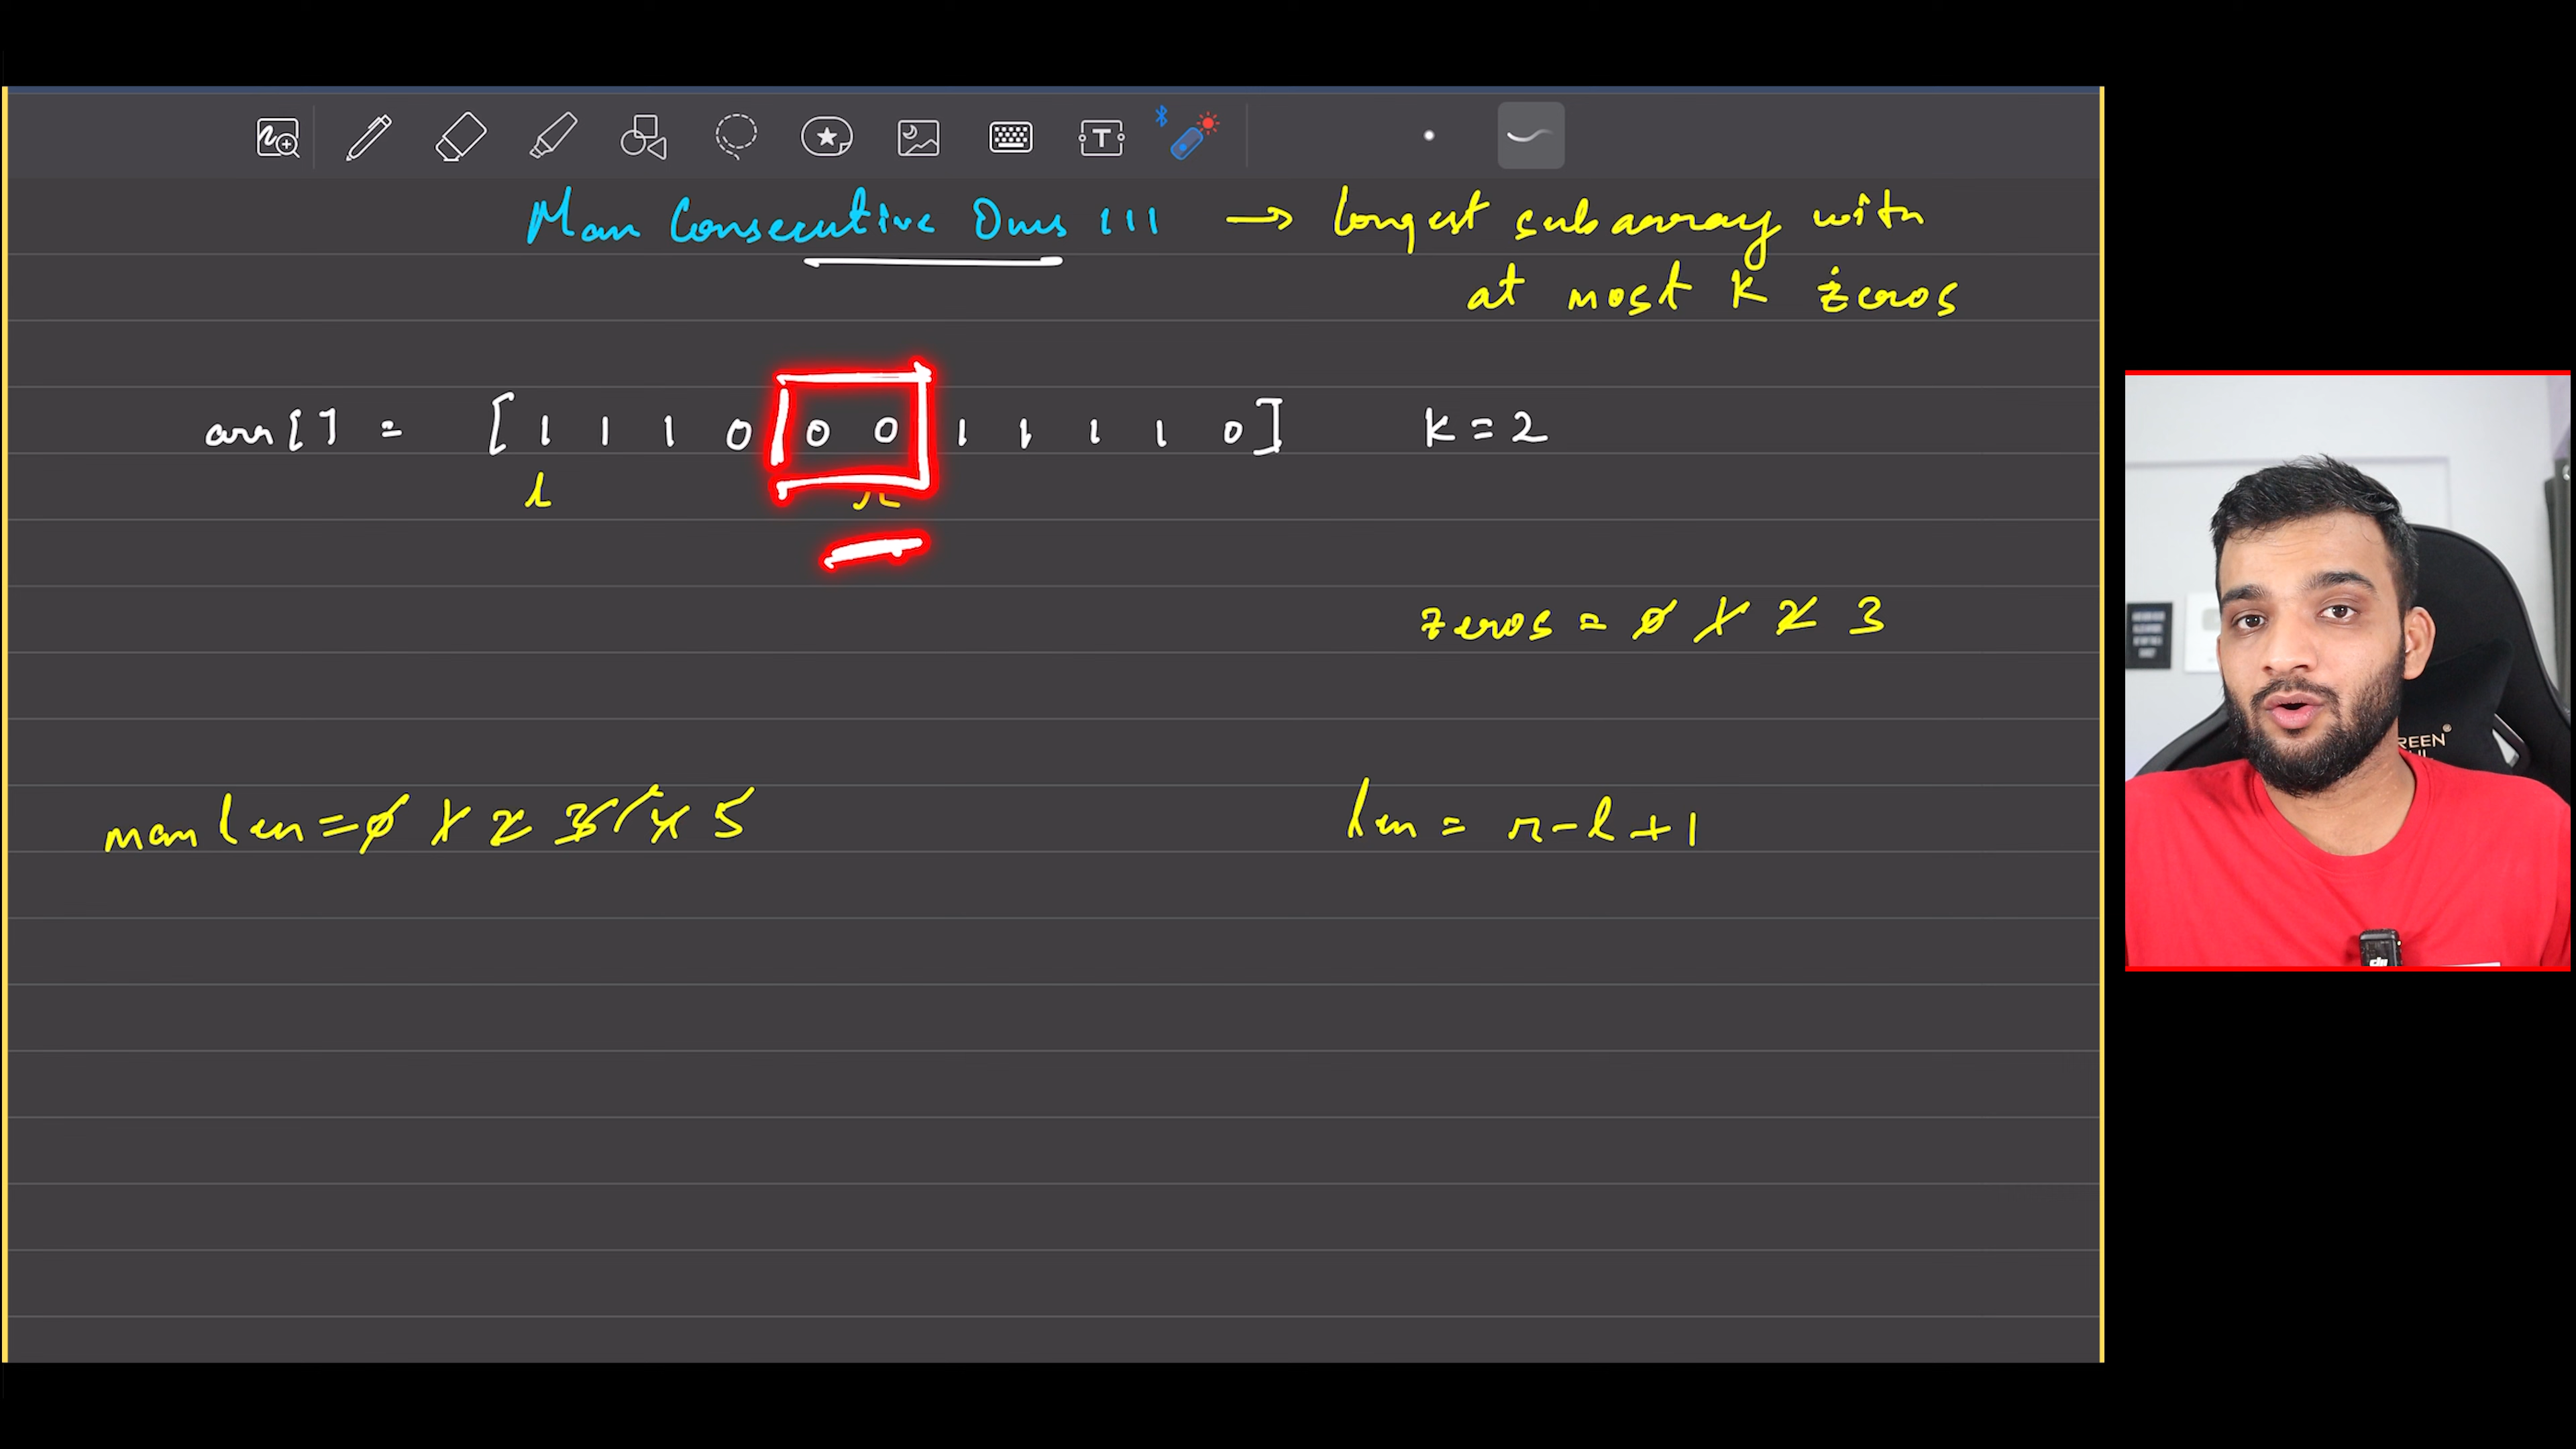 Max Consecutive Ones III → Longest subarray with
at most K zeros
arr[] = [1 1 1 0 0 0 1 1 1 1 0] K = 2
l r
zeros = 0 1 2 3
maxlen = 0 1 2 3 4 5
len = r - l + 1
T
REEN